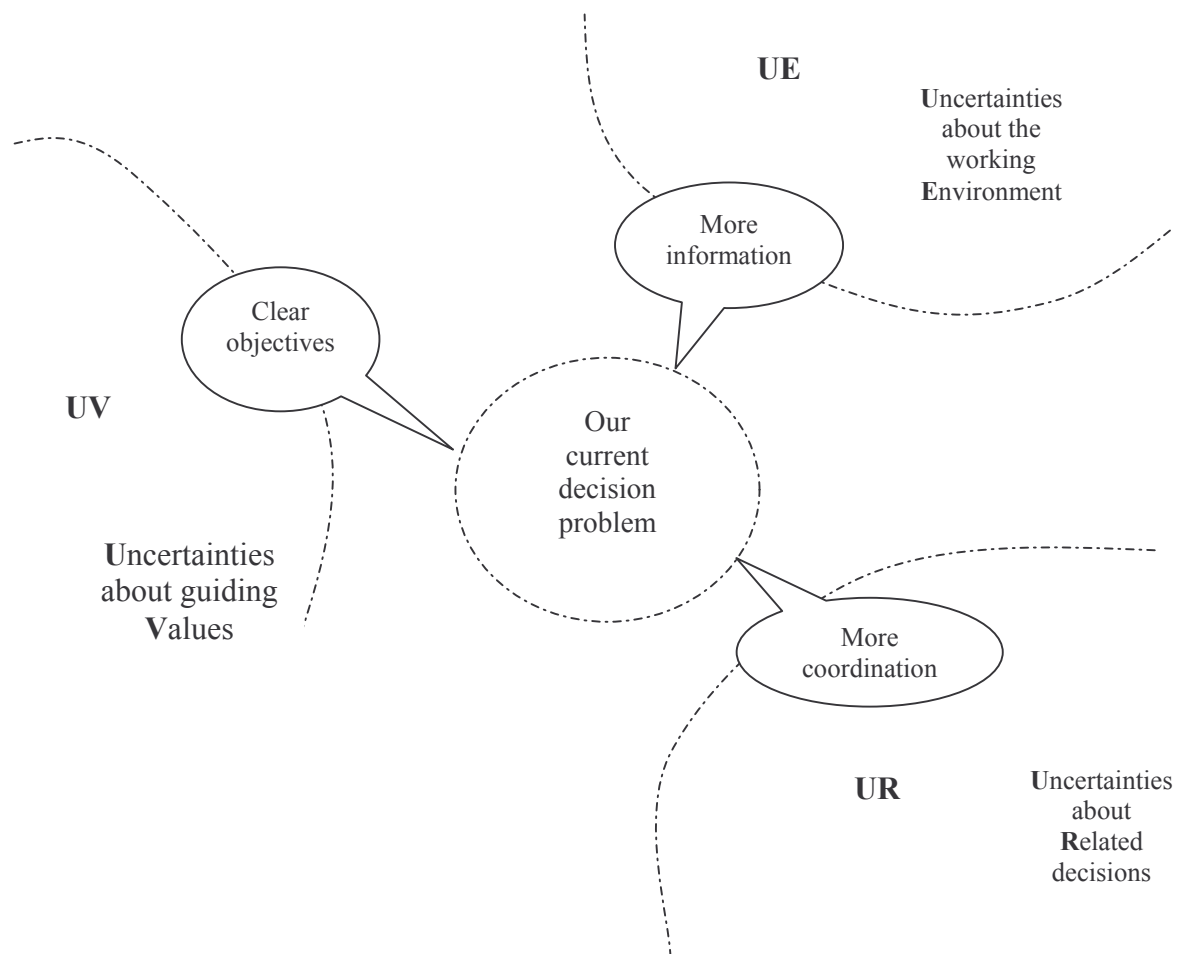 UE
Uncertainties
about the
working
Environment
More
information
Clear
objectives
UV
Uncertainties
about guiding
Values
Our
current
decision
problem
More
coordination
UR
Uncertainties
about
Related
decisions